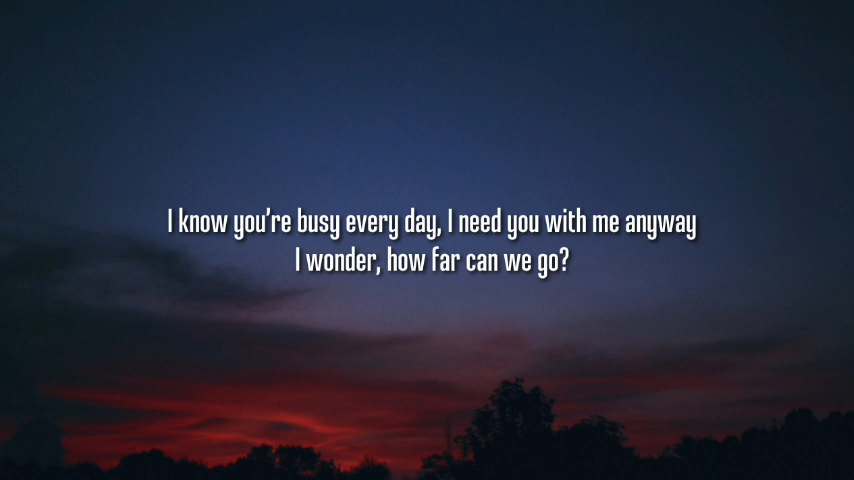 I know you're busy every day, I need you with me anyway
I wonder, how far can we go?